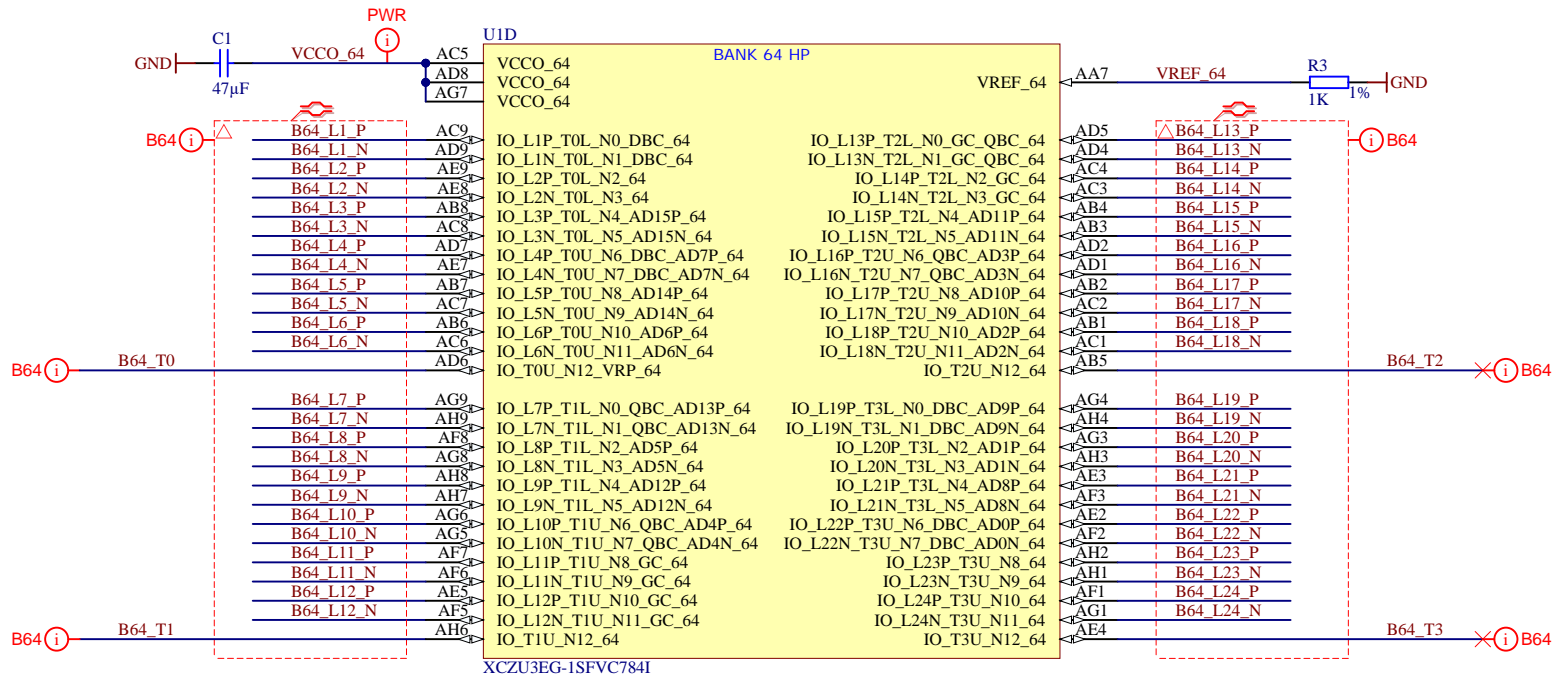 PWR
U1D
C1
GND
47µF
VCCO_64
BANK 64 HP
AC5 VCCO_64
AD8 VCCO_64
AG7 VCCO_64
VREF_64 AA7 VREF_64
R3
1K
1%
GND
B64
B64
B64_L1_P AC9 IO_L1P_T0L_N0_DBC_64 IO_L13P_T2L_N0_GC_QBC_64 AD5 B64_L13_P
B64_L1_N AD9 IO_L1N_T0L_N1_DBC_64 IO_L13N_T2L_N1_GC_QBC_64 AD4 B64_L13_N
B64_L2_P AE9 IO_L2P_T0L_N2_64 IO_L14P_T2L_N2_GC_64 AC4 B64_L14_P
B64_L2_N AE8 IO_L2N_T0L_N3_64 IO_L14N_T2L_N3_GC_64 AC3 B64_L14_N
B64_L3_P AB8 IO_L3P_T0L_N4_AD15P_64 IO_L15P_T2L_N4_AD11P_64 AB4 B64_L15_P
B64_L3_N AC8 IO_L3N_T0L_N5_AD15N_64 IO_L15N_T2L_N5_AD11N_64 AB3 B64_L15_N
B64_L4_P AD7 IO_L4P_T0U_N6_DBC_AD7P_64 IO_L16P_T2U_N6_QBC_AD3P_64 AD2 B64_L16_P
B64_L4_N AE7 IO_L4N_T0U_N7_DBC_AD7N_64 IO_L16N_T2U_N7_QBC_AD3N_64 AD1 B64_L16_N
B64_L5_P AB7 IO_L5P_T0U_N8_AD14P_64 IO_L17P_T2U_N8_AD10P_64 AB2 B64_L17_P
B64_L5_N AC7 IO_L5N_T0U_N9_AD14N_64 IO_L17N_T2U_N9_AD10N_64 AC2 B64_L17_N
B64_L6_P AB6 IO_L6P_T0U_N10_AD6P_64 IO_L18P_T2U_N10_AD2P_64 AB1 B64_L18_P
B64_L6_N AC6 IO_L6N_T0U_N11_AD6N_64 IO_L18N_T2U_N11_AD2N_64 AC1 B64_L18_N
B64 B64_T0 AD6 IO_T0U_N12_VRP_64 IO_T2U_N12_64 AB5 B64_T2 B64
B64_L7_P AG9 IO_L7P_T1L_N0_QBC_AD13P_64 IO_L19P_T3L_N0_DBC_AD9P_64 AG4 B64_L19_P
B64_L7_N AH9 IO_L7N_T1L_N1_QBC_AD13N_64 IO_L19N_T3L_N1_DBC_AD9N_64 AH4 B64_L19_N
B64_L8_P AF8 IO_L8P_T1L_N2_AD5P_64 IO_L20P_T3L_N2_AD1P_64 AG3 B64_L20_P
B64_L8_N AG8 IO_L8N_T1L_N3_AD5N_64 IO_L20N_T3L_N3_AD1N_64 AH3 B64_L20_N
B64_L9_P AH8 IO_L9P_T1L_N4_AD12P_64 IO_L21P_T3L_N4_AD8P_64 AE3 B64_L21_P
B64_L9_N AH7 IO_L9N_T1L_N5_AD12N_64 IO_L21N_T3L_N5_AD8N_64 AF3 B64_L21_N
B64_L10_P AG6 IO_L10P_T1U_N6_QBC_AD4P_64 IO_L22P_T3U_N6_DBC_AD0P_64 AE2 B64_L22_P
B64_L10_N AG5 IO_L10N_T1U_N7_QBC_AD4N_64 IO_L22N_T3U_N7_DBC_AD0N_64 AF2 B64_L22_N
B64_L11_P AF7 IO_L11P_T1U_N8_GC_64 IO_L23P_T3U_N8_64 AH2 B64_L23_P
B64_L11_N AF6 IO_L11N_T1U_N9_GC_64 IO_L23N_T3U_N9_64 AH1 B64_L23_N
B64_L12_P AE5 IO_L12P_T1U_N10_GC_64 IO_L24P_T3U_N10_64 AF1 B64_L24_P
B64_L12_N AF5 IO_L12N_T1U_N11_GC_64 IO_L24N_T3U_N11_64 AG1 B64_L24_N
B64 B64_T1 AH6 IO_T1U_N12_64 IO_T3U_N12_64 AE4 B64_T3 B64
XCZU3EG-1SFVC784I